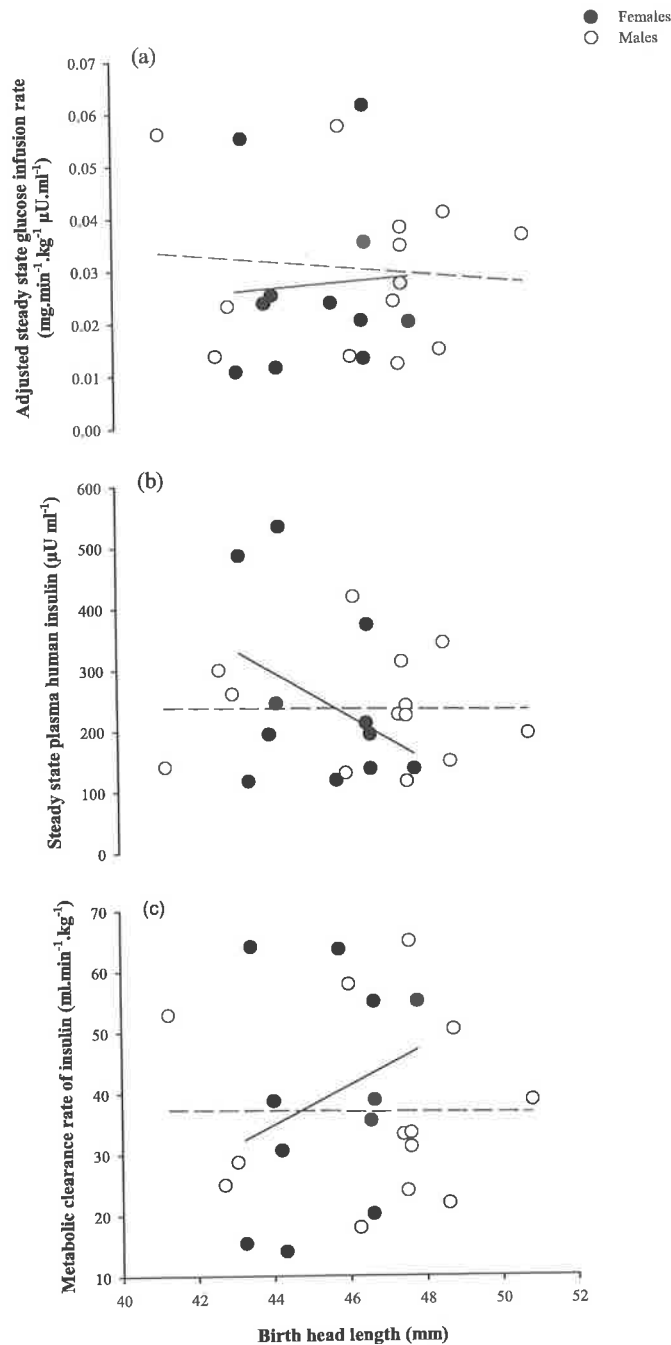 Females
Males
(a)
Adjusted steady state glucose infusion rate
(mg.min⁻¹.kg⁻¹ µU.ml⁻¹)
0.07
0.06
0.05
0.04
0.03
0.02
0.01
0.00
(b)
Steady state plasma human insulin (µU ml⁻¹)
600
500
400
300
200
100
0
(c)
Metabolic clearance rate of insulin (ml.min⁻¹.kg⁻¹)
70
60
50
40
30
20
10
40 42 44 46 48 50 52
Birth head length (mm)